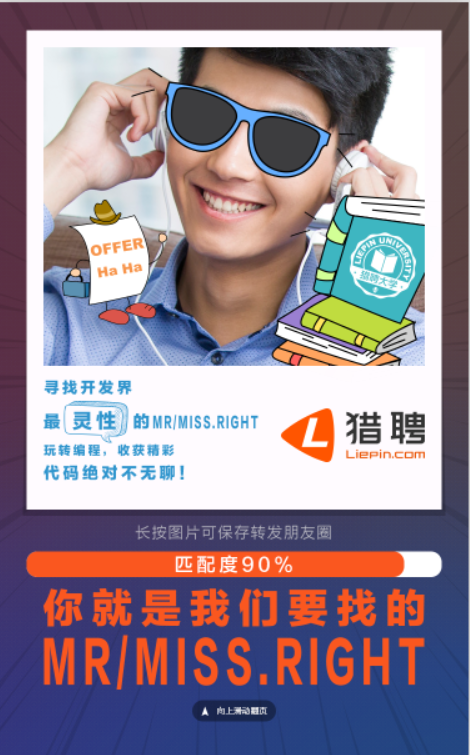 OFFER
Ha Ha
LIEPIN UNIVERSITY
猎聘大学
寻找开发界
最 灵性 的MR/MISS.RIGHT
玩转编程，收获精彩
代码绝对不无聊！
猎聘
Liepin.com
长按图片可保存转发朋友圈
匹配度90%
你就是我们要找的
MR/MISS.RIGHT
向上滑动翻页